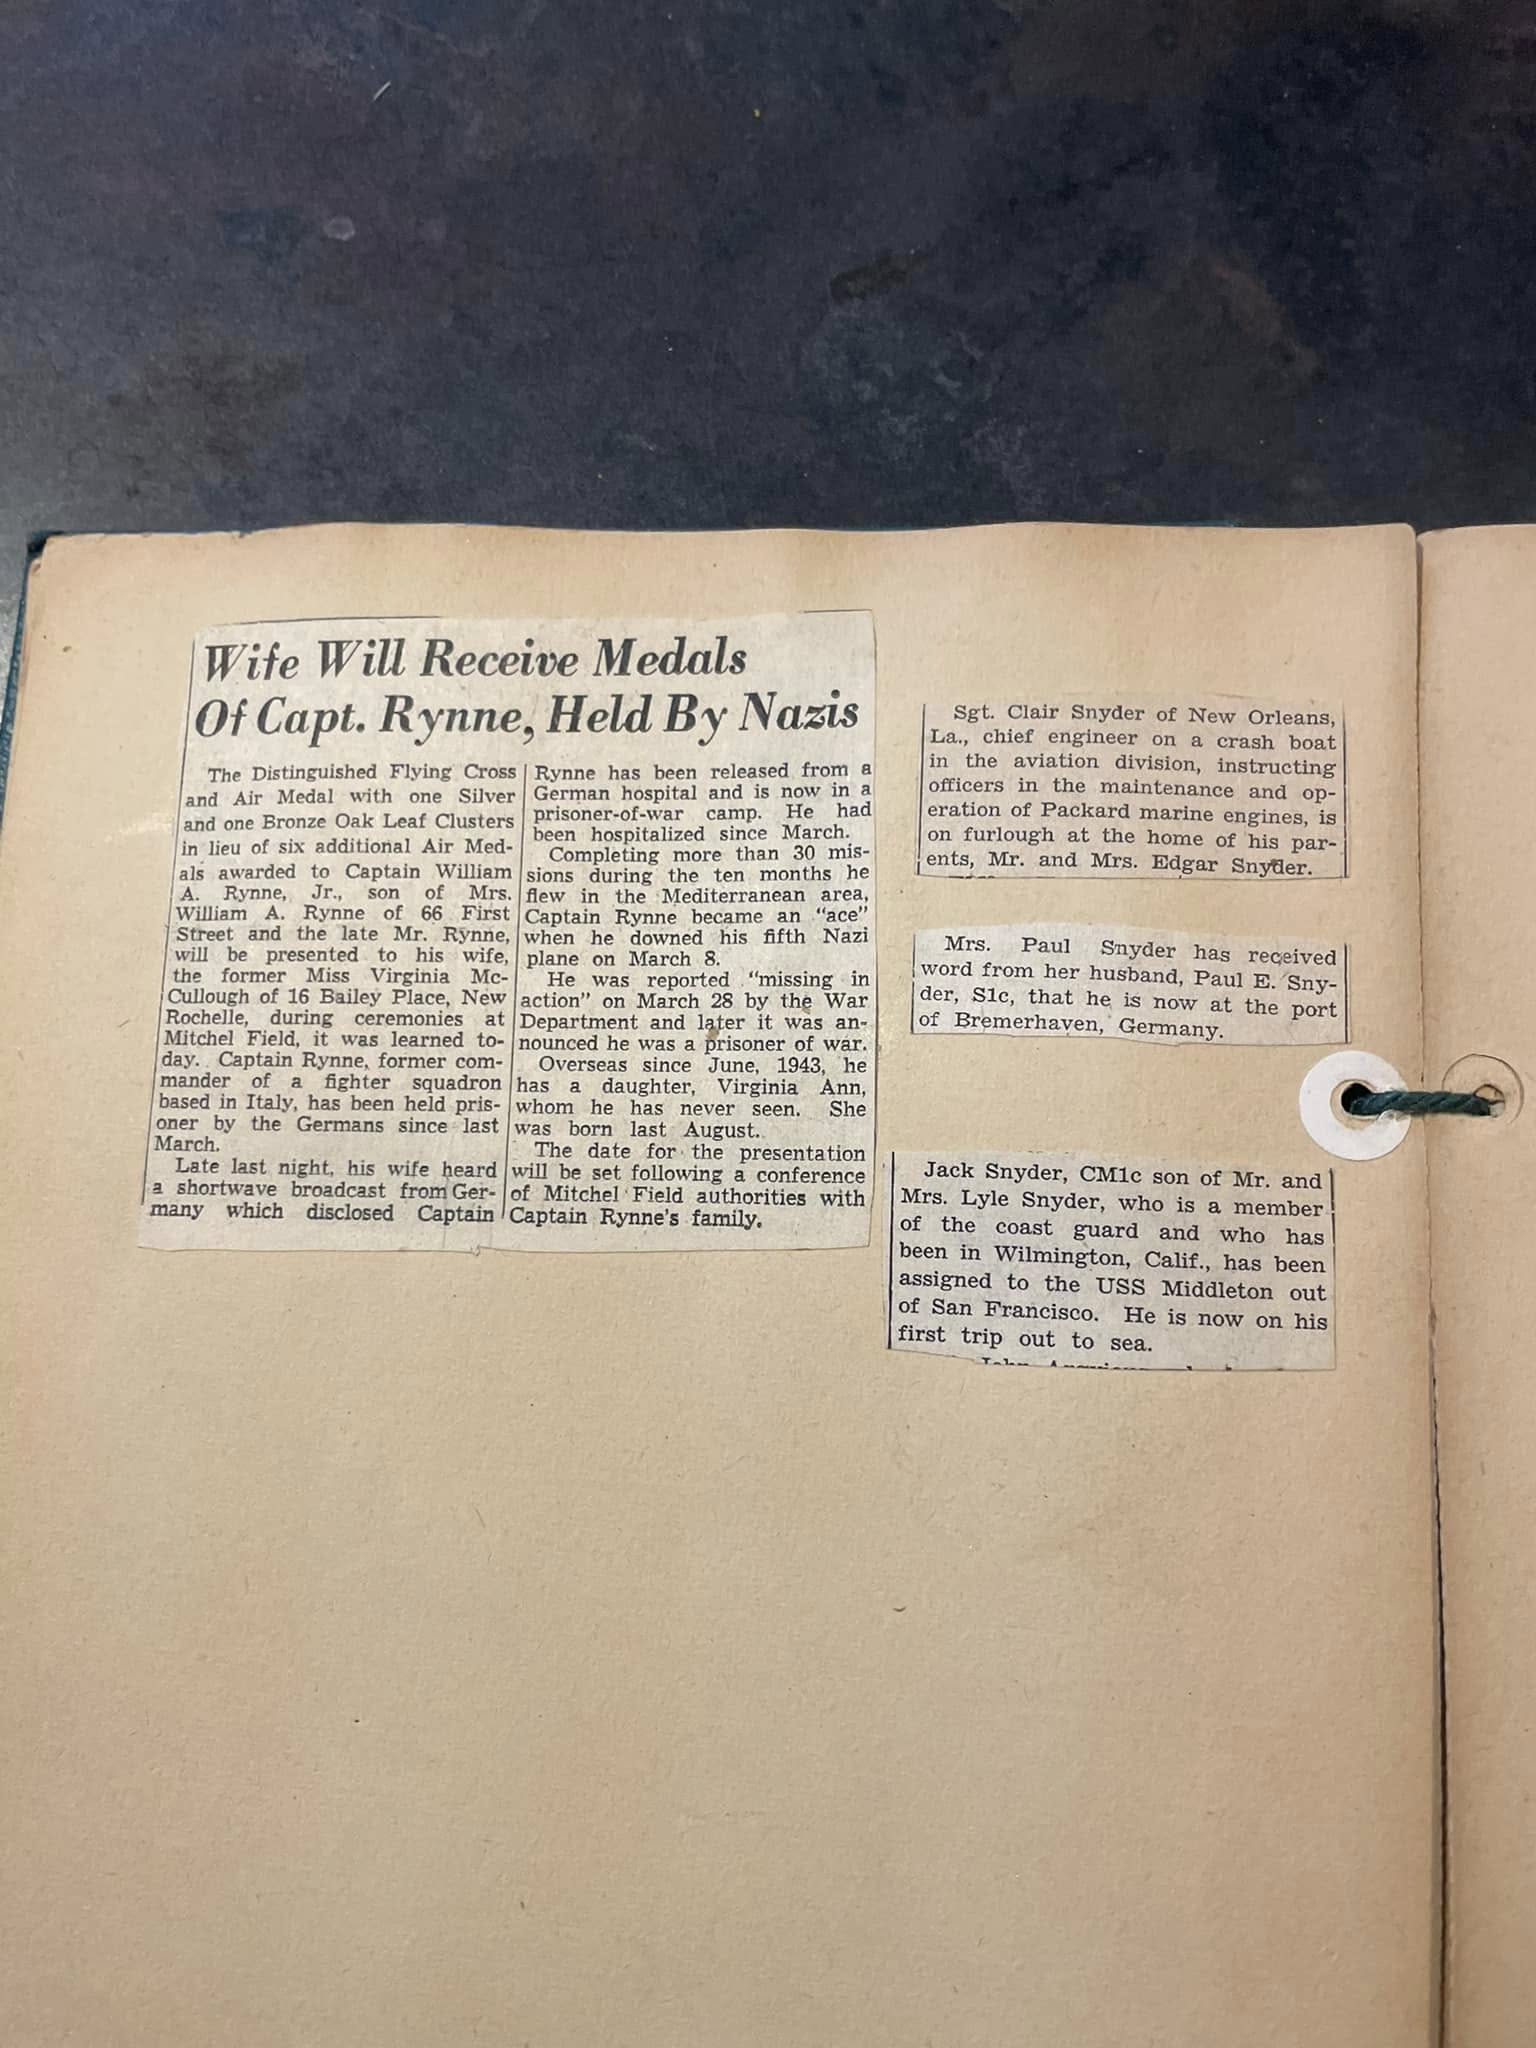 Wife Will Receive Medals
Of Capt. Rynne, Held By Nazis
The Distinguished Flying Cross
and Air Medal with one Silver
and one Bronze Oak Leaf Clusters
in lieu of six additional Air Med-
als awarded to Captain William
A. Rynne, Jr., son of Mrs.
William A. Rynne of 66 First
Street and the late Mr. Rynne,
will be presented to his wife,
the former Miss Virginia Mc-
Cullough of 16 Bailey Place, New
Rochelle, during ceremonies at
Mitchel Field, it was learned to-
day. Captain Rynne, former com-
mander of a fighter squadron
based in Italy, has been held pris-
oner by the Germans since last
March.
Late last night, his wife heard
a shortwave broadcast from Ger-
many which disclosed Captain
Rynne has been released from a
German hospital and is now in a
prisoner-of-war camp. He had
been hospitalized since March.
Completing more than 30 mis-
sions during the ten months he
flew in the Mediterranean area,
Captain Rynne became an "ace"
when he downed his fifth Nazi
plane on March 8.
He was reported "missing in
action" on March 28 by the War
Department and later it was an-
nounced he was a prisoner of war.
Overseas since June, 1943, he
has a daughter, Virginia Ann,
whom he has never seen. She
was born last August.
The date for the presentation
will be set following a conference
of Mitchel Field authorities with
Captain Rynne's family.
Sgt. Clair Snyder of New Orleans,
La., chief engineer on a crash boat
in the aviation division, instructing
officers in the maintenance and op-
eration of Packard marine engines, is
on furlough at the home of his par-
ents, Mr. and Mrs. Edgar Snyder.
Mrs. Paul Snyder has received
word from her husband, Paul E. Sny-
der, S1c, that he is now at the port
of Bremerhaven, Germany.
Jack Snyder, CM1c son of Mr. and
Mrs. Lyle Snyder, who is a member
of the coast guard and who has
been in Wilmington, Calif., has been
assigned to the USS Middleton out
of San Francisco. He is now on his
first trip out to sea.
John